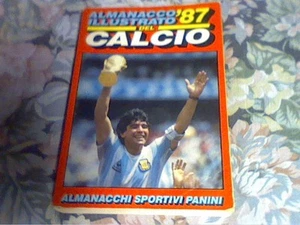 ALMANACCO '87
ILLUSTRATO DEL
CALCIO
ALMANACCHI SPORTIVI PANINI